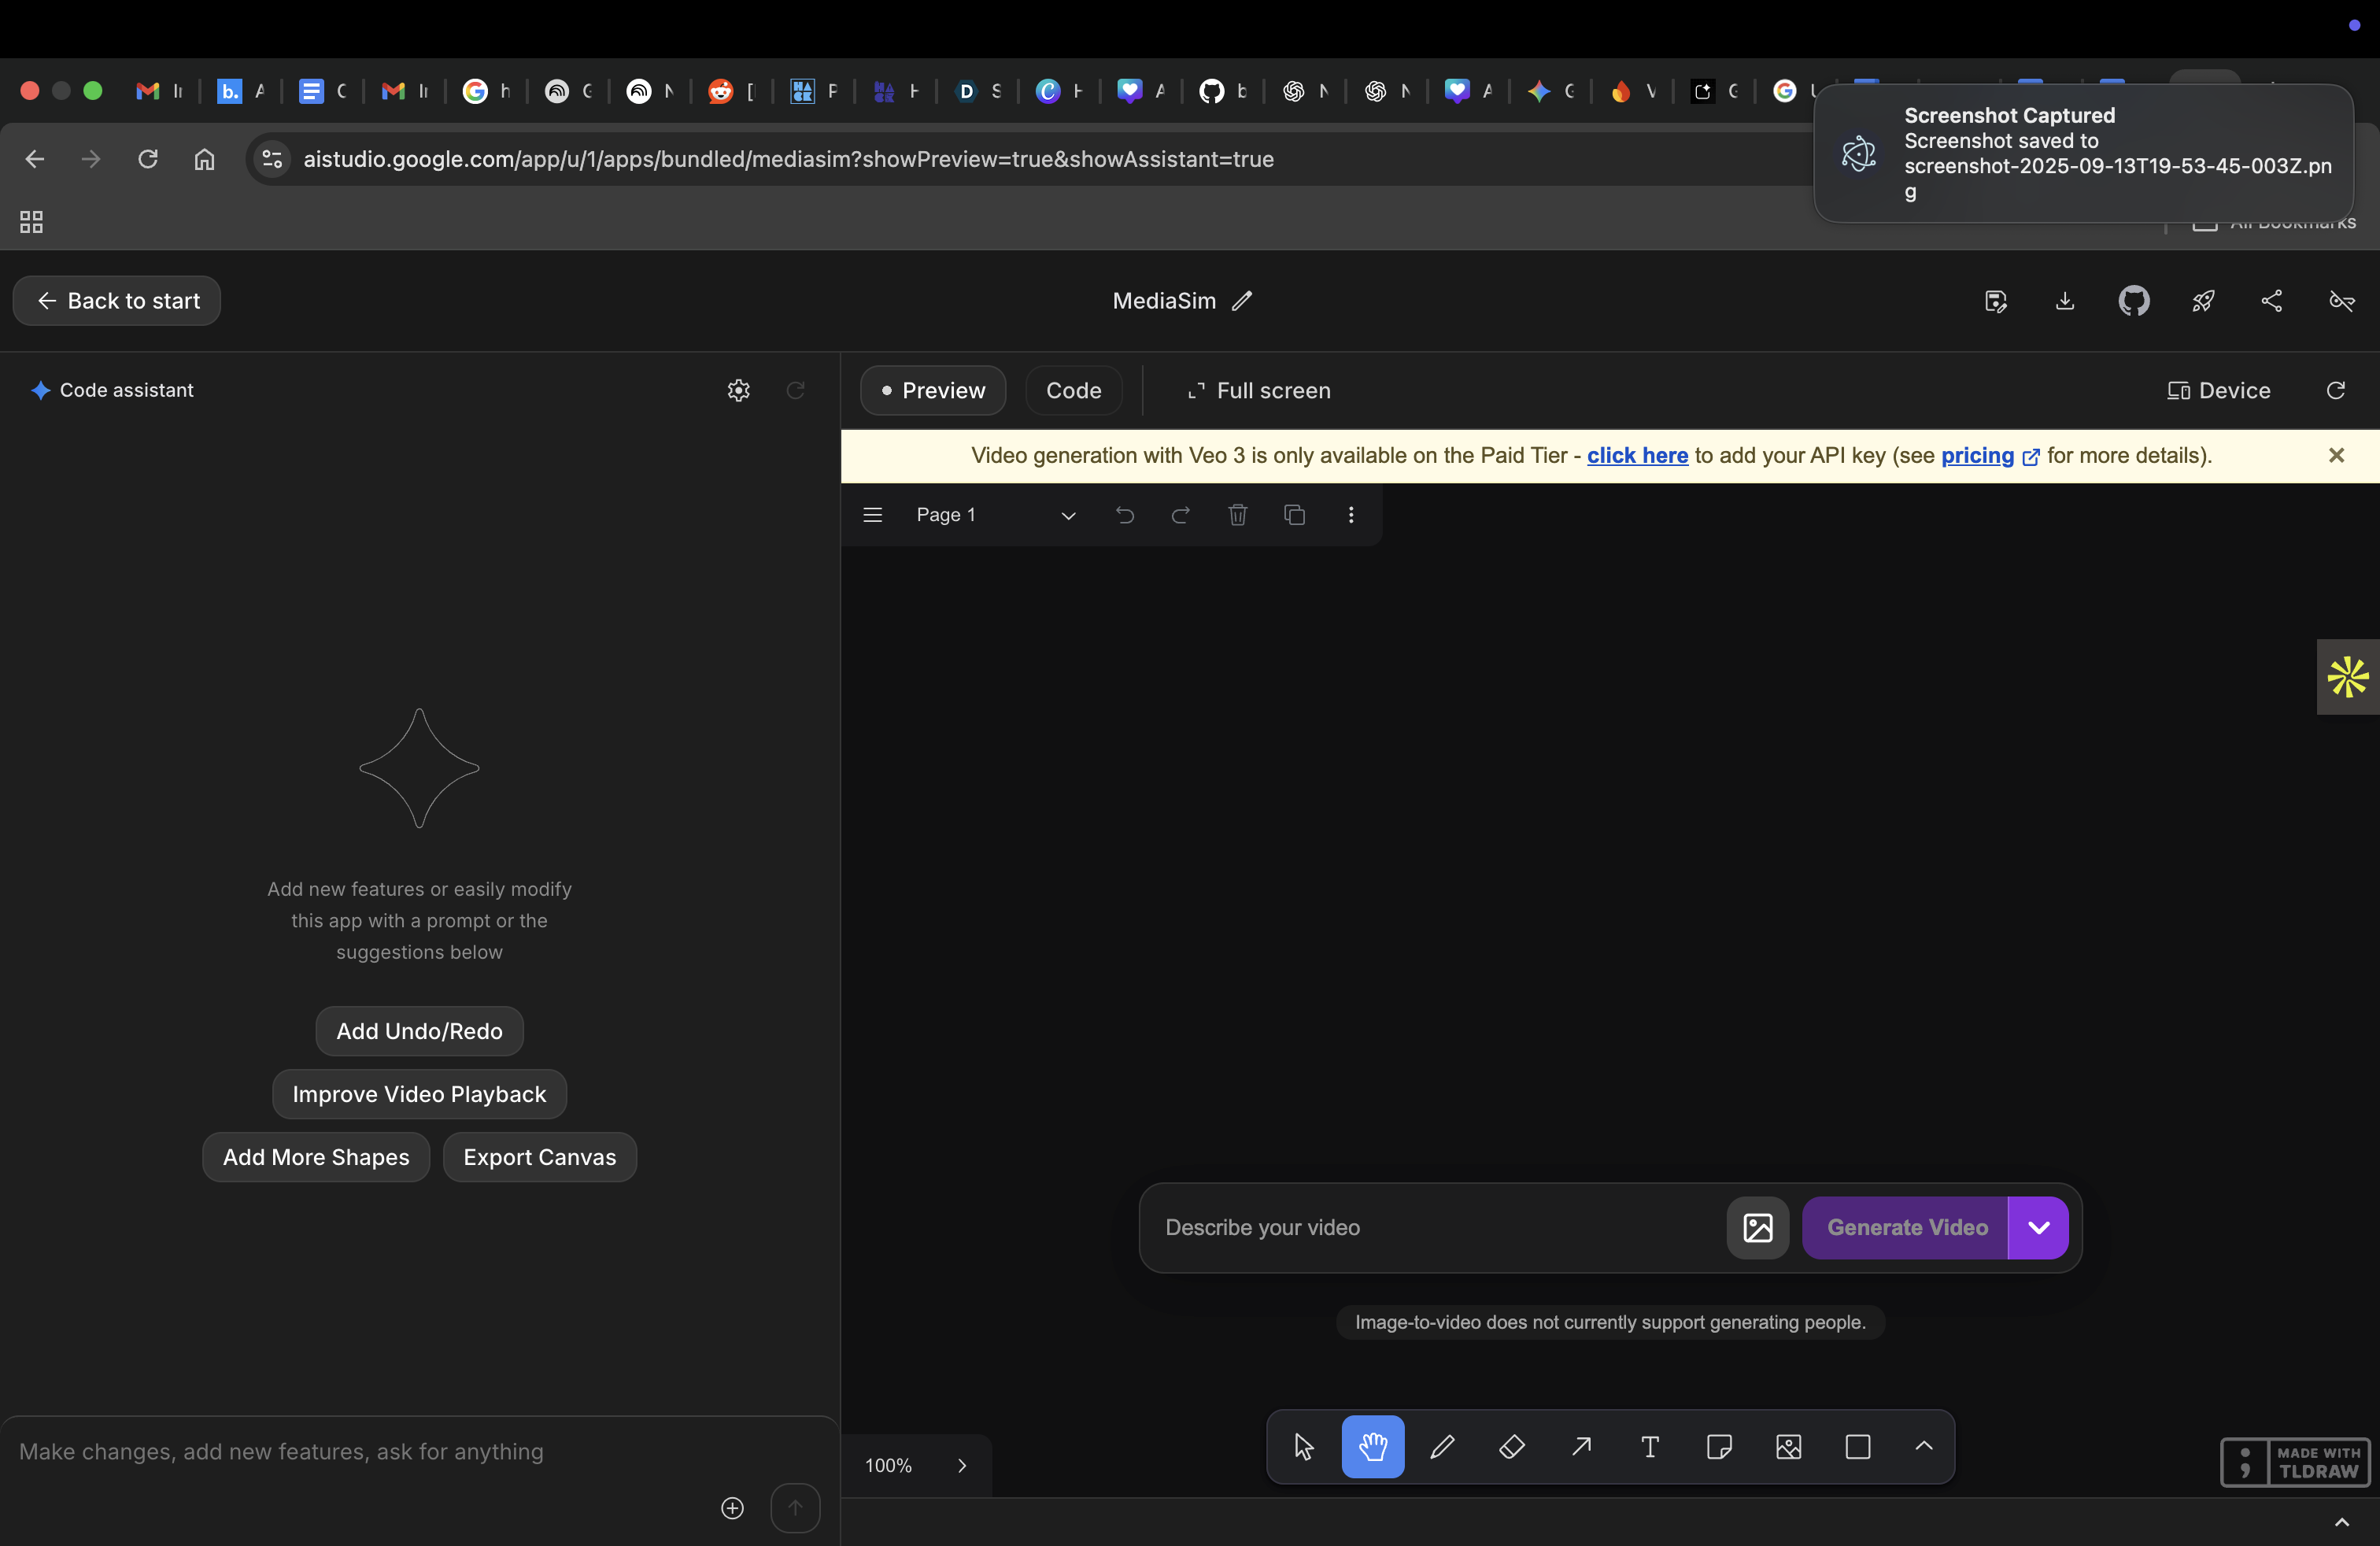 Screenshot Captured
Screenshot saved to
screenshot-2025-09-13T19-53-45-003Z.pn
g
aistudio.google.com/app/u/1/apps/bundled/mediasim?showPreview=true&showAssistant=true
Back to start
MediaSim
Code assistant
Preview
Code
Full screen
Device
Video generation with Veo 3 is only available on the Paid Tier - click here to add your API key (see pricing for more details).
Page 1
Add new features or easily modify
this app with a prompt or the
suggestions below
Add Undo/Redo
Improve Video Playback
Add More Shapes
Export Canvas
Describe your video
Generate Video
Image-to-video does not currently support generating people.
Make changes, add new features, ask for anything
100%
T
MADE WITH
TLDRAW